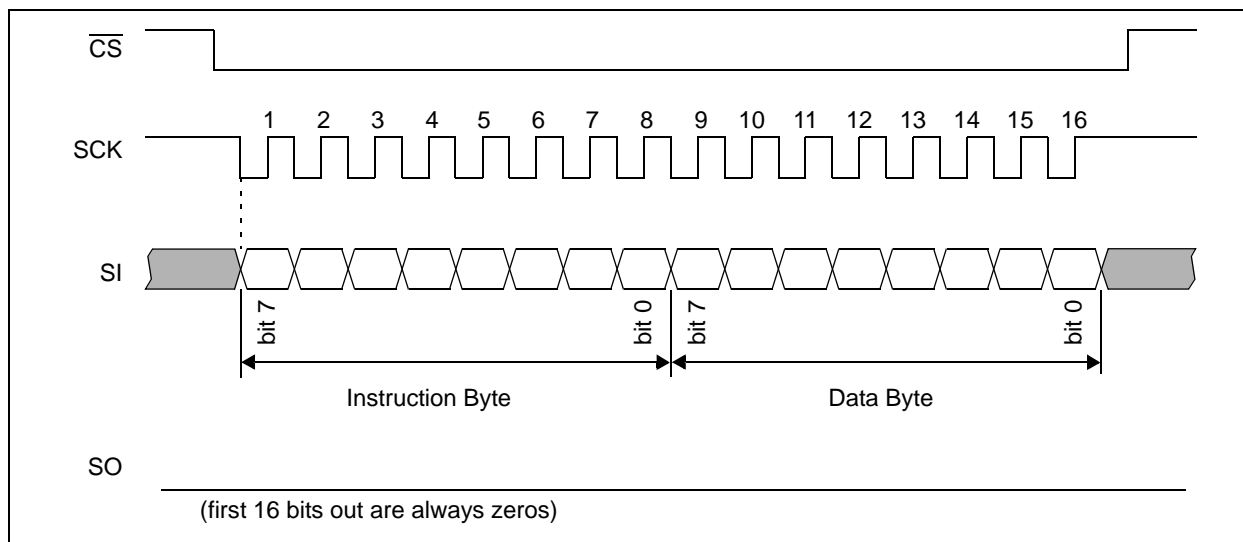 CS
1 2 3 4 5 6 7 8 9 10 11 12 13 14 15 16
SCK
SI
bit 7 bit 0 bit 7 bit 0
Instruction Byte Data Byte
SO
(first 16 bits out are always zeros)